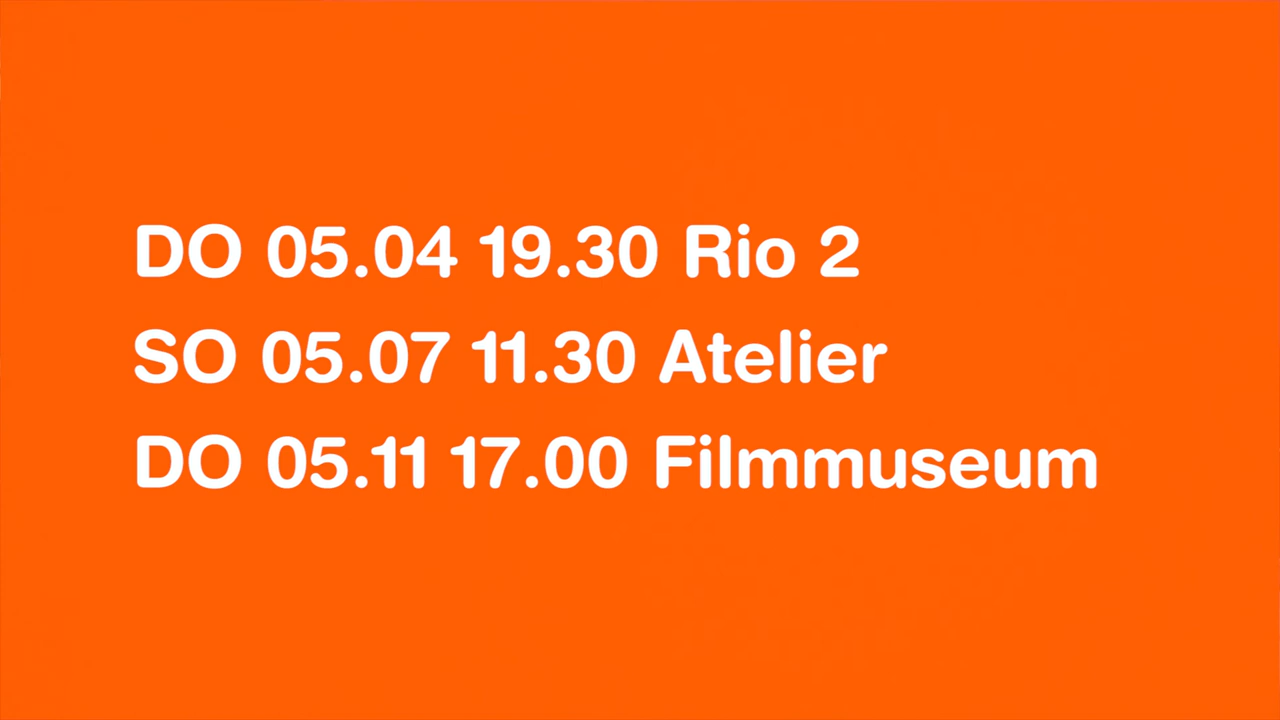 DO 05.04 19.30 Rio 2
SO 05.07 11.30 Atelier
DO 05.11 17.00 Filmmuseum